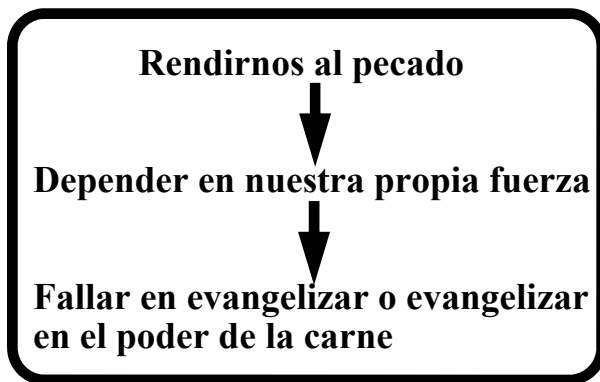 Rendirnos al pecado
Depender en nuestra propia fuerza
Fallar en evangelizar o evangelizar
en el poder de la carne